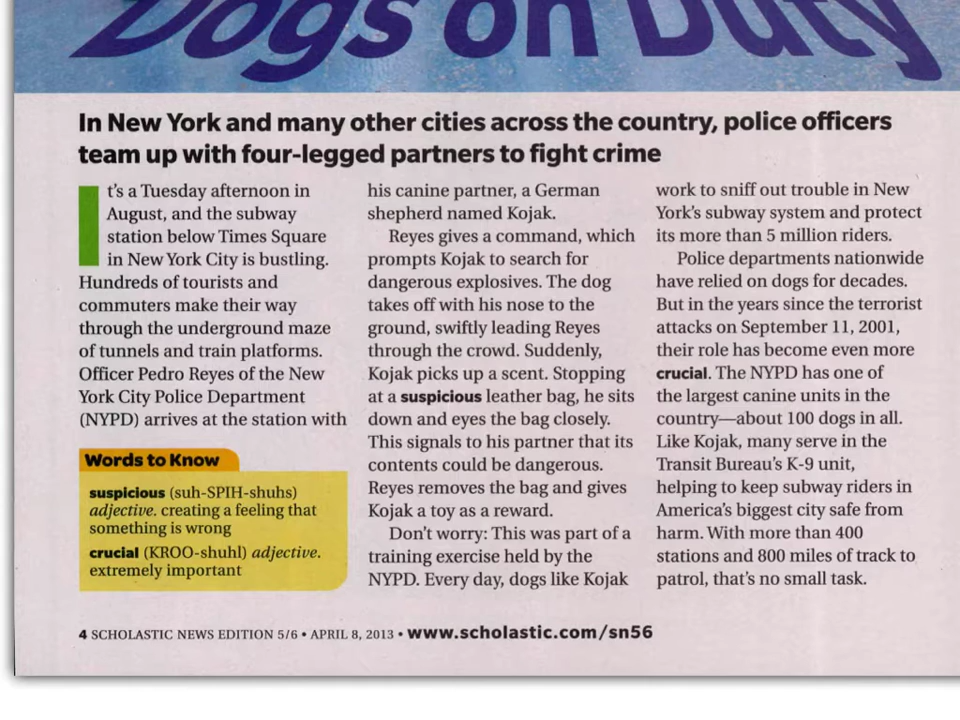 Dogs on Duty
In New York and many other cities across the country, police officers
team up with four-legged partners to fight crime
It's a Tuesday afternoon in
August, and the subway
station below Times Square
in New York City is bustling.
Hundreds of tourists and
commuters make their way
through the underground maze
of tunnels and train platforms.
Officer Pedro Reyes of the New
York City Police Department
(NYPD) arrives at the station with
his canine partner, a German
shepherd named Kojak.
Reyes gives a command, which
prompts Kojak to search for
dangerous explosives. The dog
takes off with his nose to the
ground, swiftly leading Reyes
through the crowd. Suddenly,
Kojak picks up a scent. Stopping
at a suspicious leather bag, he sits
down and eyes the bag closely.
This signals to his partner that its
contents could be dangerous.
Reyes removes the bag and gives
Kojak a toy as a reward.
Don't worry: This was part of a
training exercise held by the
NYPD. Every day, dogs like Kojak
work to sniff out trouble in New
York's subway system and protect
its more than 5 million riders.
Police departments nationwide
have relied on dogs for decades.
But in the years since the terrorist
attacks on September 11, 2001,
their role has become even more
crucial. The NYPD has one of
the largest canine units in the
country—about 100 dogs in all.
Like Kojak, many serve in the
Transit Bureau's K-9 unit,
helping to keep subway riders in
America's biggest city safe from
harm. With more than 400
stations and 800 miles of track to
patrol, that's no small task.
Words to Know
suspicious (suh-SPIH-shuhs)
adjective. creating a feeling that
something is wrong
crucial (KROO-shuhl) adjective.
extremely important
4 SCHOLASTIC NEWS EDITION 5/6 • APRIL 8, 2013 • www.scholastic.com/sn56